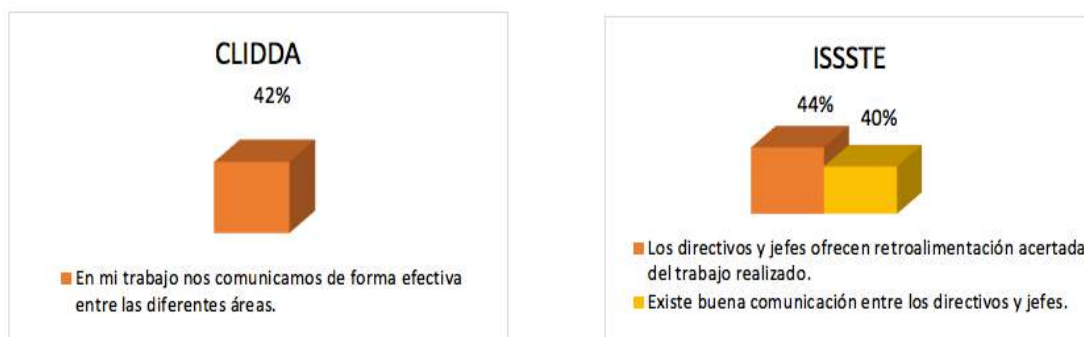 CLIDDA
42%
En mi trabajo nos comunicamos de forma efectiva
entre las diferentes áreas.
ISSSTE
44%
40%
Los directivos y jefes ofrecen retroalimentación acertada
del trabajo realizado.
Existe buena comunicación entre los directivos y jefes.